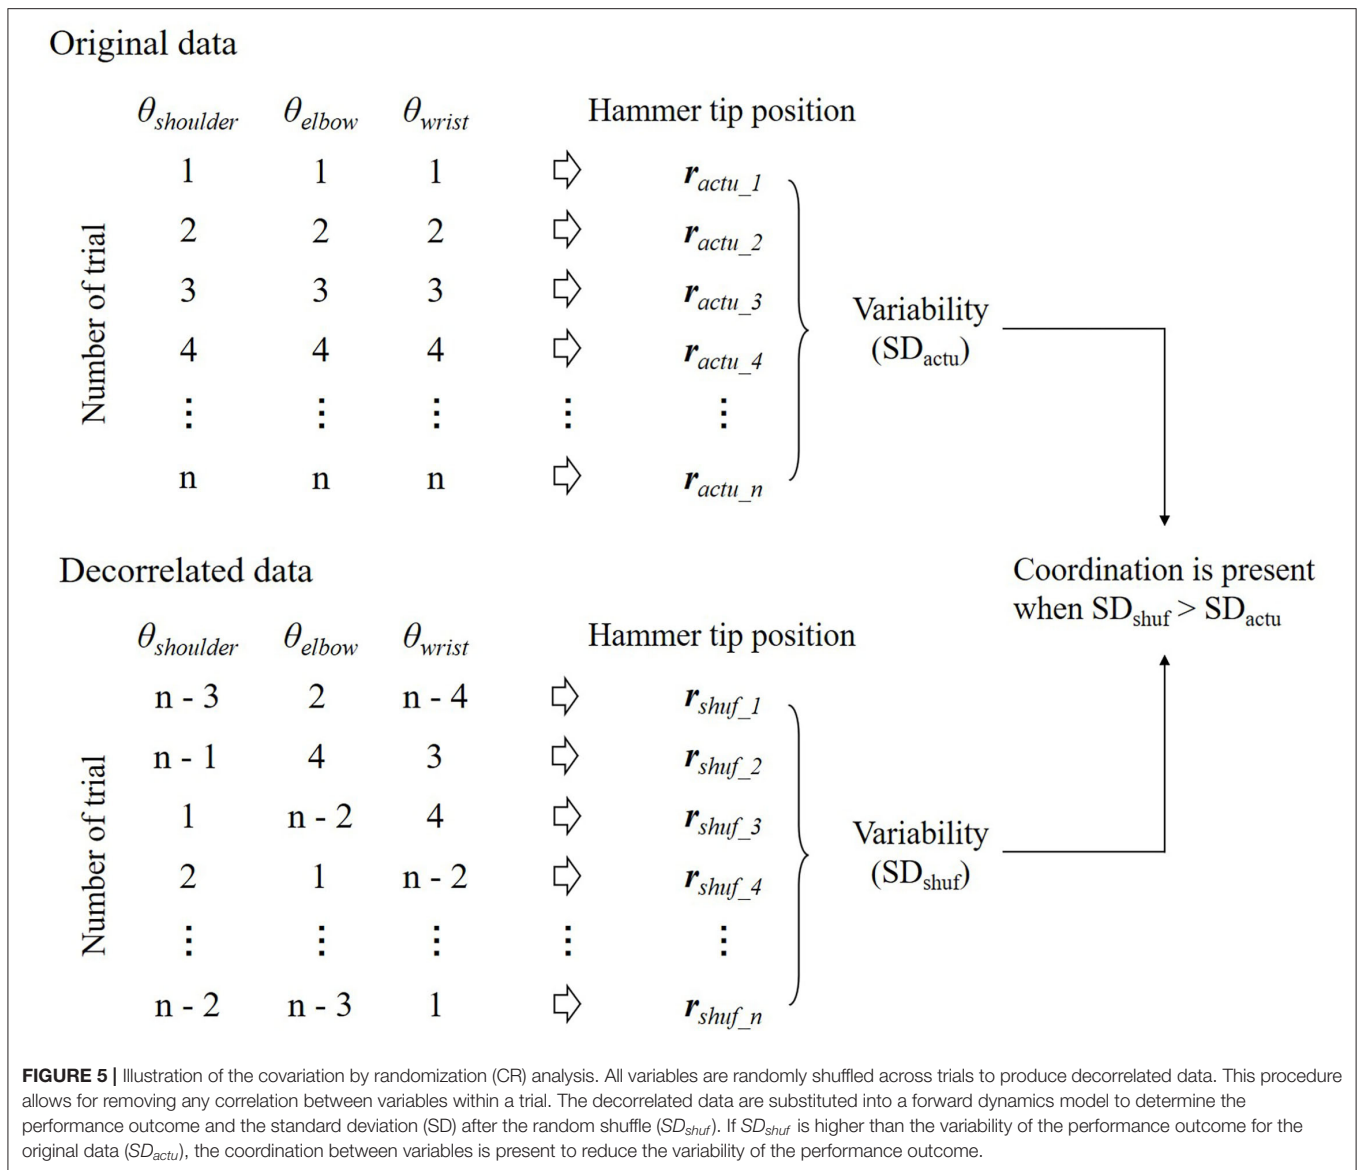 Original data
θshoulder θelbow θwrist Hammer tip position
1 1 1 ractu_1
2 2 2 ractu_2
3 3 3 ractu_3
4 4 4 ractu_4
⋮ ⋮ ⋮ ⋮ ⋮
n n n ractu_n
Number of trial
Variability
(SDactu)
Coordination is present
when SDshuf > SDactu
Decorrelated data
θshoulder θelbow θwrist Hammer tip position
n - 3 2 n - 4 rshuf_1
n - 1 4 3 rshuf_2
1 n - 2 4 rshuf_3
2 1 n - 2 rshuf_4
⋮ ⋮ ⋮ ⋮ ⋮
n - 2 n - 3 1 rshuf_n
Number of trial
Variability
(SDshuf)
FIGURE 5 | Illustration of the covariation by randomization (CR) analysis. All variables are randomly shuffled across trials to produce decorrelated data. This procedure
allows for removing any correlation between variables within a trial. The decorrelated data are substituted into a forward dynamics model to determine the
performance outcome and the standard deviation (SD) after the random shuffle (SDshuf). If SDshuf is higher than the variability of the performance outcome for the
original data (SDactu), the coordination between variables is present to reduce the variability of the performance outcome.